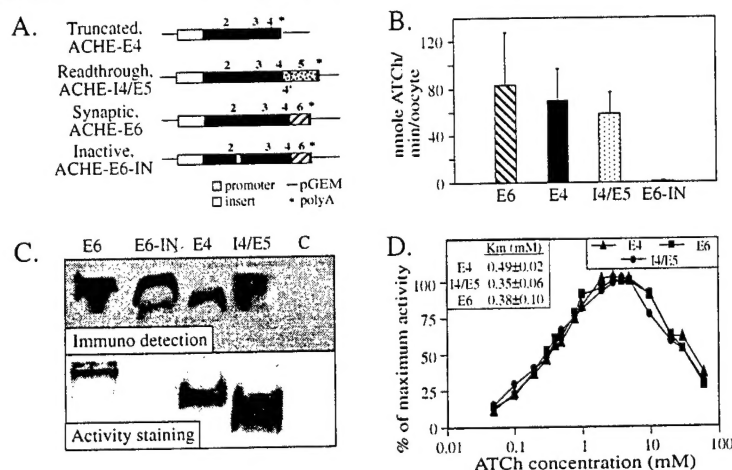 A.
2 3 4 *
Truncated,
ACHE-E4
2 3 4 5 *
Readthrough,
ACHE-I4/E5
4'
2 3 4 6 *
Synaptic,
ACHE-E6
2 3 4 6 *
Inactive,
ACHE-E6-IN
promoter — pGEM
insert * polyA
B.
nmole ATCh/
min/oocyte
120
80
40
0
E6 E4 I4/E5 E6-IN
C.
E6 E6-IN E4 I4/E5 C
Immuno detection
Activity staining
D.
Km (mM)
E4 0.49±0.02
I4/E5 0.35±0.06
E6 0.38±0.10
E4 E6
I4/E5
% of maximum activity
100
75
50
25
0
0.01 0.1 1 10 100
ATCh concentration (mM)